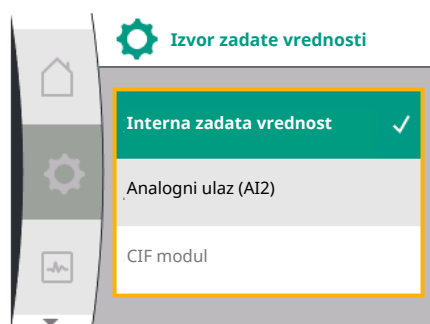 Izvor zadate vrednosti
Interna zadata vrednost
Analogni ulaz (AI2)
CIF modul